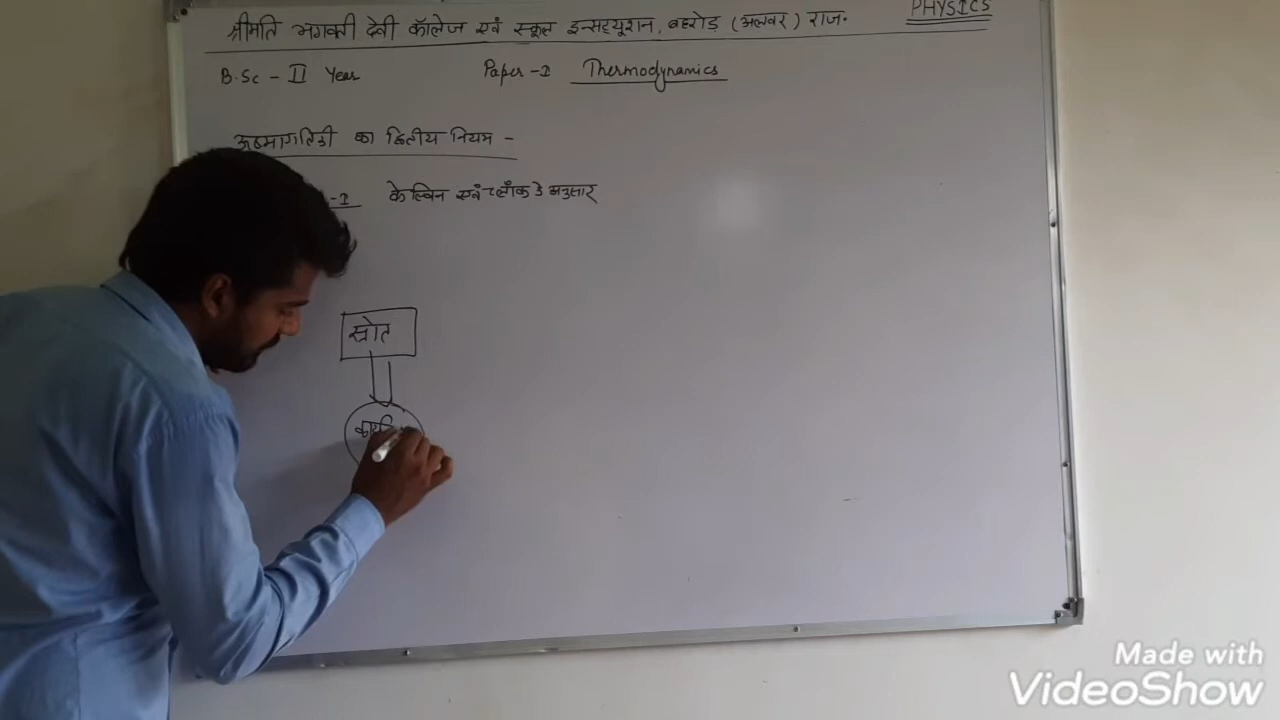 PHYSICS
श्रीमति भगवती देवी कॉलेज एवं स्कूल इन्सट्यूशन, बहरोड़ (अलवर) राज.
B.Sc - II Year Paper - I Thermodynamics
ऊष्मागतिकी का द्वितीय नियम -
-I केल्विन एवं प्लाँक के अनुसार
स्रोत
कार्यि
Made with
VideoShow